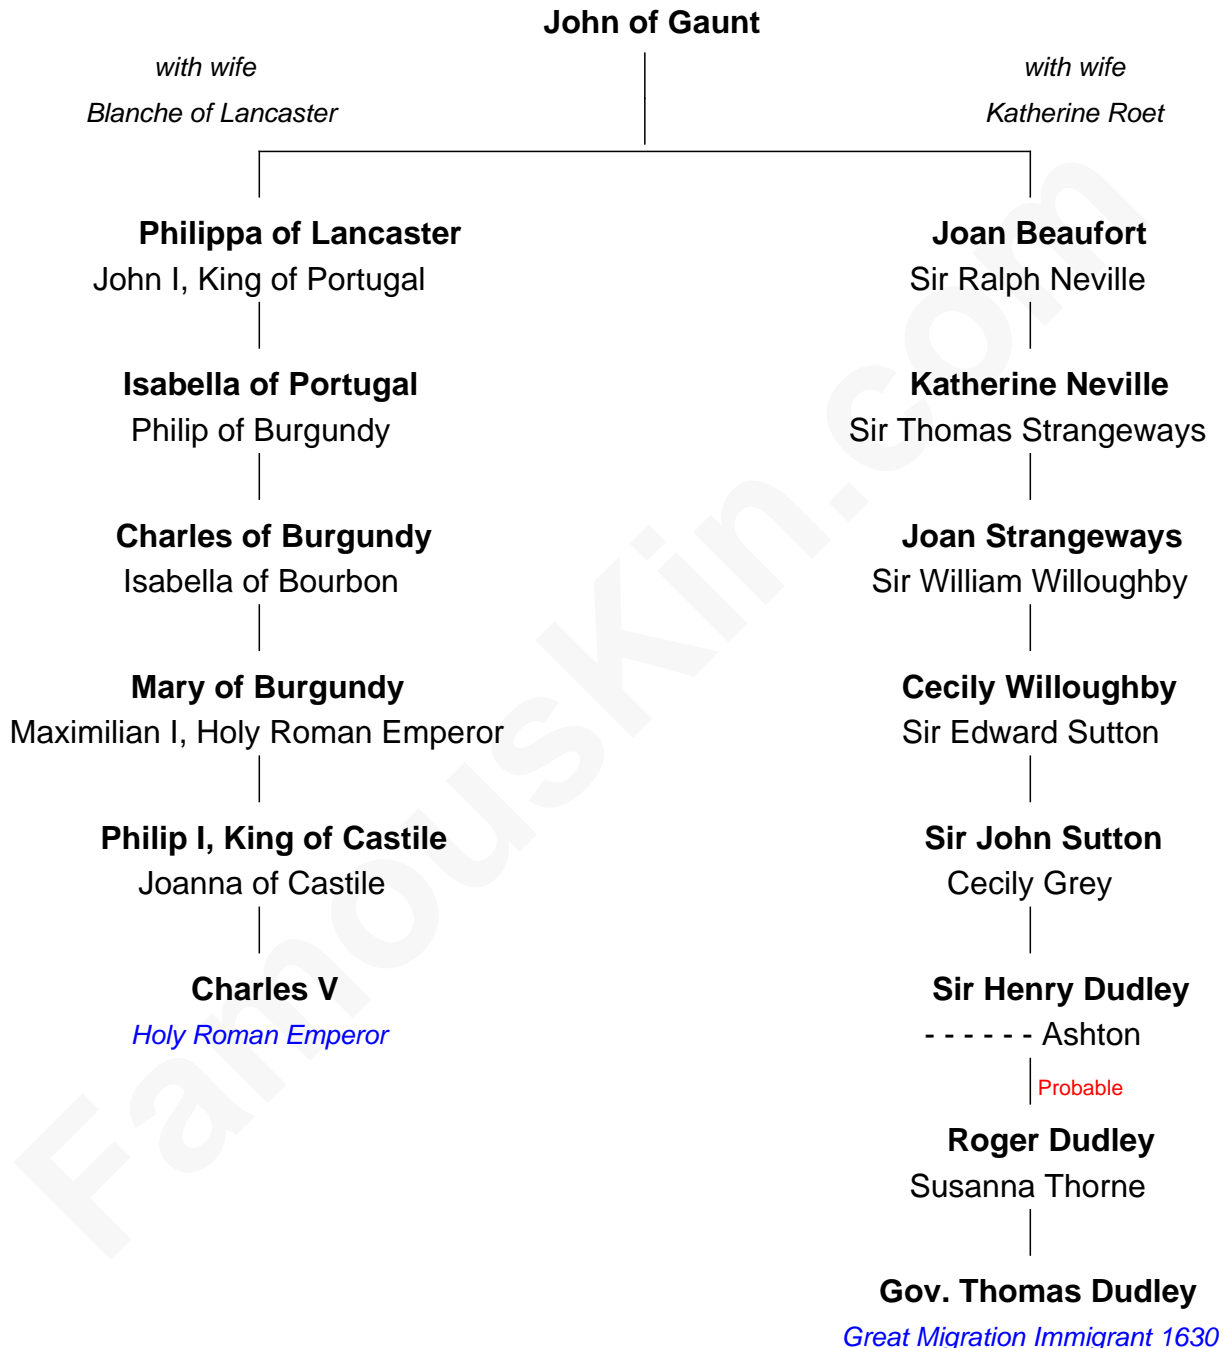 John of Gaunt
with wife
Blanche of Lancaster
with wife
Katherine Roet
Philippa of Lancaster
John I, King of Portugal
Joan Beaufort
Sir Ralph Neville
Isabella of Portugal
Philip of Burgundy
Katherine Neville
Sir Thomas Strangeways
Charles of Burgundy
Isabella of Bourbon
Joan Strangeways
Sir William Willoughby
Mary of Burgundy
Maximilian I, Holy Roman Emperor
Cecily Willoughby
Sir Edward Sutton
Philip I, King of Castile
Joanna of Castile
Sir John Sutton
Cecily Grey
Charles V
Holy Roman Emperor
Sir Henry Dudley
- - - - - - Ashton
Probable
Roger Dudley
Susanna Thorne
Gov. Thomas Dudley
Great Migration Immigrant 1630
FamousKin.com